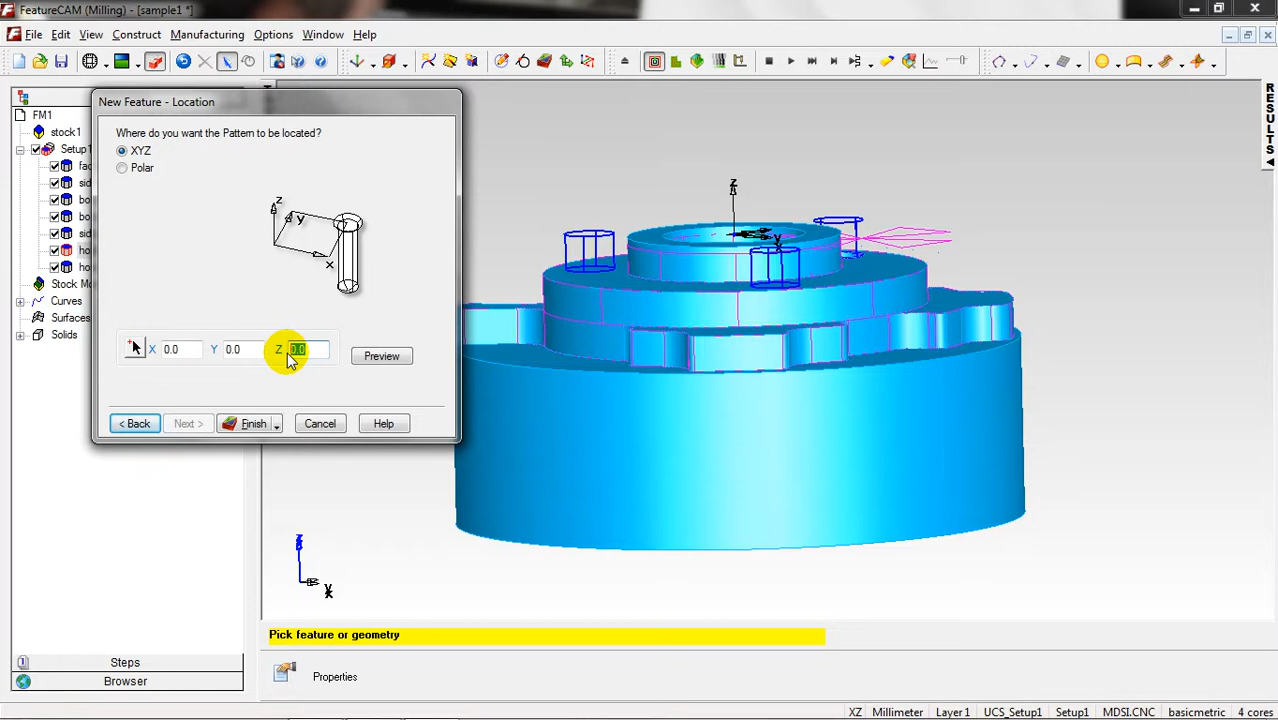 FeatureCAM (Milling) - [sample1 *]
File Edit View Construct Manufacturing Options Window Help
New Feature - Location
FM1
stock1
Setup1
Stock Mo
Curves
Surfaces
Solids
Where do you want the Pattern to be located?
XYZ
Polar
z
y
x
X 0.0 Y 0.0 Z 0.0
Preview
< Back Next > Finish Cancel Help
RESULTS
z
y
Pick feature or geometry
Steps
Browser
Properties
XZ Millimeter Layer1 UCS_Setup1 Setup1 MDSI.CNC basicmetric 4 cores